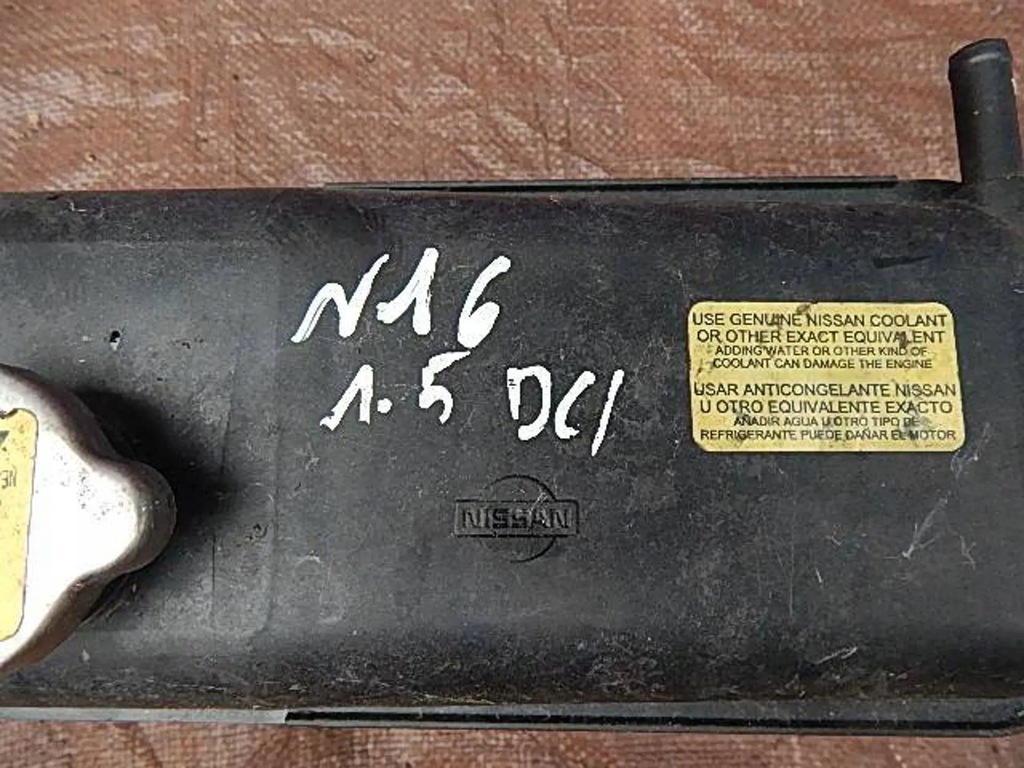 N16
1.5 DCI
USE GENUINE NISSAN COOLANT
OR OTHER EXACT EQUIVALENT
ADDING WATER OR OTHER KIND OF
COOLANT CAN DAMAGE THE ENGINE
USAR ANTICONGELANTE NISSAN
U OTRO EQUIVALENTE EXACTO
AÑADIR AGUA U OTRO TIPO DE
REFRIGERANTE PUEDE DAÑAR EL MOTOR
NISSAN